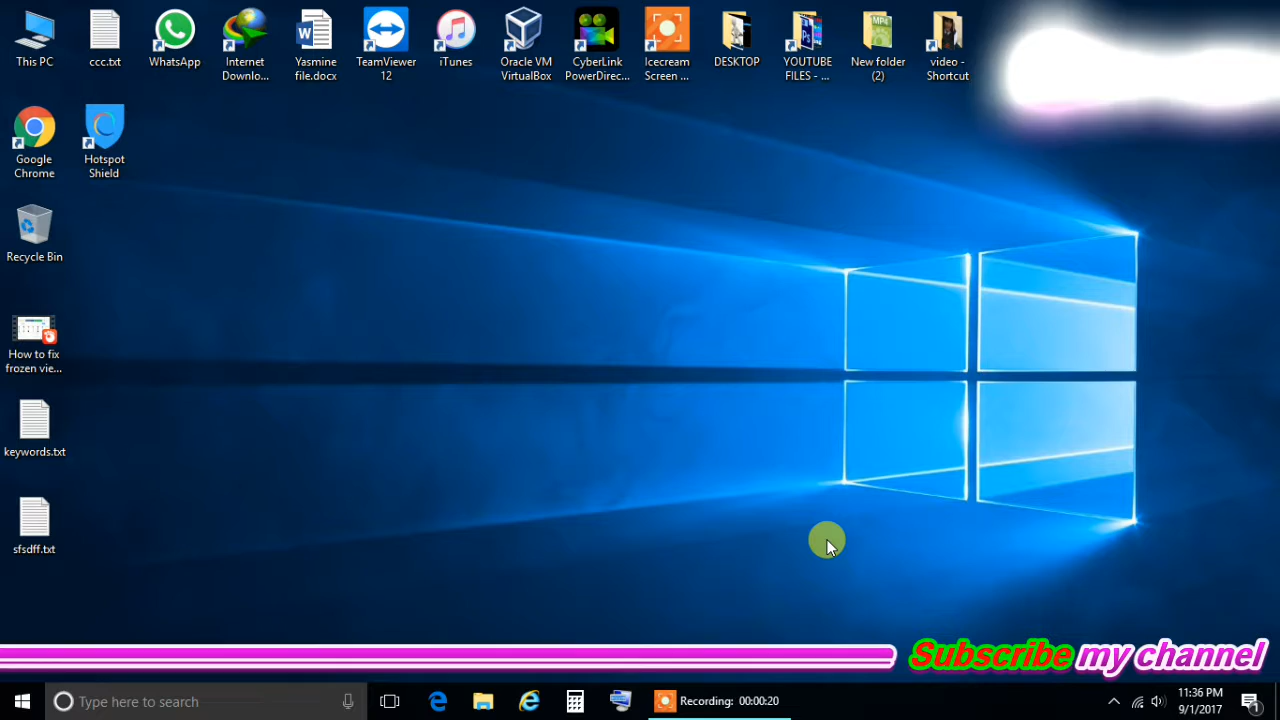 This PC
ccc.txt
WhatsApp
Internet
Downlo...
Yasmine
file.docx
TeamViewer
12
iTunes
Oracle VM
VirtualBox
CyberLink
PowerDirec...
Icecream
Screen ...
DESKTOP
YOUTUBE
FILES - ...
New folder
(2)
video -
Shortcut
Google
Chrome
Hotspot
Shield
Recycle Bin
How to fix
frozen vie...
keywords.txt
sfsdff.txt
Subscribe my channel
Type here to search
Recording: 00:00:20
11:36 PM
9/1/2017
1
W
MP4
Ps